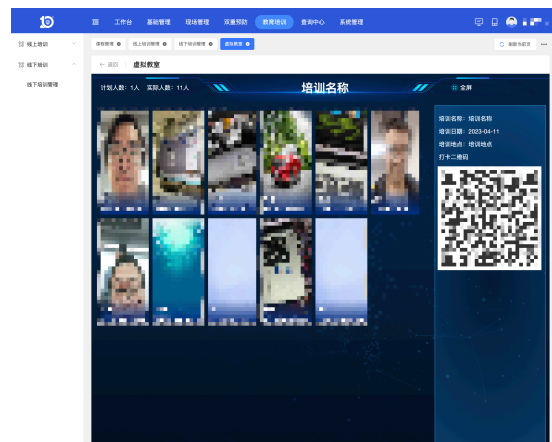 工作台 基础管理 现场管理 双重预防 教育培训 查询中心 系统管理
线上培训
线下培训
线下培训管理
课程管理 线上培训管理 线下培训管理 虚拟教室 刷新当前页
返回 虚拟教室
计划人数：1人 实际人数：11人
培训名称
全屏
培训名称：培训名称
培训日期：2023-04-11
培训地点：培训地点
打卡二维码